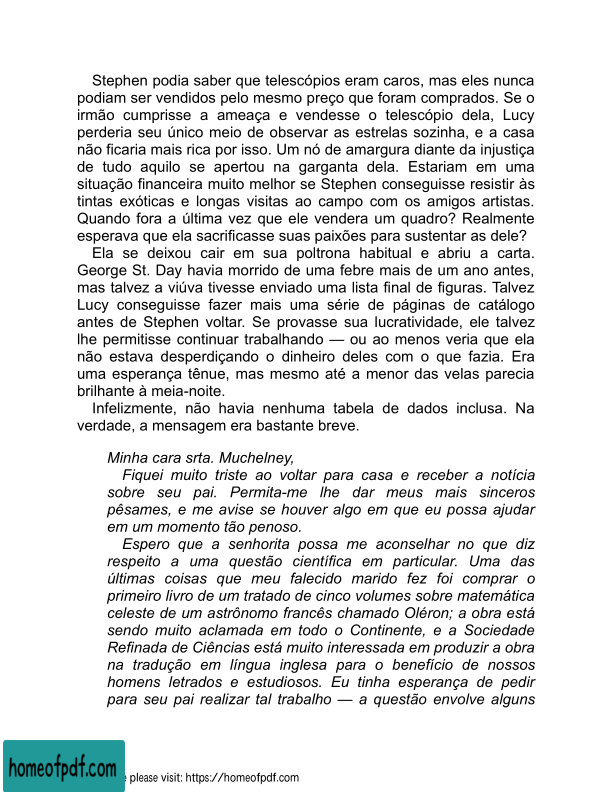 Stephen podia saber que telescópios eram caros, mas eles nunca
podiam ser vendidos pelo mesmo preço que foram comprados. Se o
irmão cumprisse a ameaça e vendesse o telescópio dela, Lucy
perderia seu único meio de observar as estrelas sozinha, e a casa
não ficaria mais rica por isso. Um nó de amargura diante da injustiça
de tudo aquilo se apertou na garganta dela. Estariam em uma
situação financeira muito melhor se Stephen conseguisse resistir às
tintas exóticas e longas visitas ao campo com os amigos artistas.
Quando fora a última vez que ele vendera um quadro? Realmente
esperava que ela sacrificasse suas paixões para sustentar as dele?
Ela se deixou cair em sua poltrona habitual e abriu a carta.
George St. Day havia morrido de uma febre mais de um ano antes,
mas talvez a viúva tivesse enviado uma lista final de figuras. Talvez
Lucy conseguisse fazer mais uma série de páginas de catálogo
antes de Stephen voltar. Se provasse sua lucratividade, ele talvez
lhe permitisse continuar trabalhando — ou ao menos veria que ela
não estava desperdiçando o dinheiro deles com o que fazia. Era
uma esperança tênue, mas mesmo até a menor das velas parecia
brilhante à meia-noite.
Infelizmente, não havia nenhuma tabela de dados inclusa. Na
verdade, a mensagem era bastante breve.
Minha cara srta. Muchelney,
Fiquei muito triste ao voltar para casa e receber a notícia
sobre seu pai. Permita-me lhe dar meus mais sinceros
pêsames, e me avise se houver algo em que eu possa ajudar
em um momento tão penoso.
Espero que a senhorita possa me aconselhar no que diz
respeito a uma questão científica em particular. Uma das
últimas coisas que meu falecido marido fez foi comprar o
primeiro livro de um tratado de cinco volumes sobre matemática
celeste de um astrônomo francês chamado Oléron; a obra está
sendo muito aclamada em todo o Continente, e a Sociedade
Refinada de Ciências está muito interessada em produzir a obra
na tradução em língua inglesa para o benefício de nossos
homens letrados e estudiosos. Eu tinha esperança de pedir
para seu pai realizar tal trabalho — a questão envolve alguns
homeofpdf.com
please visit: https://homeofpdf.com